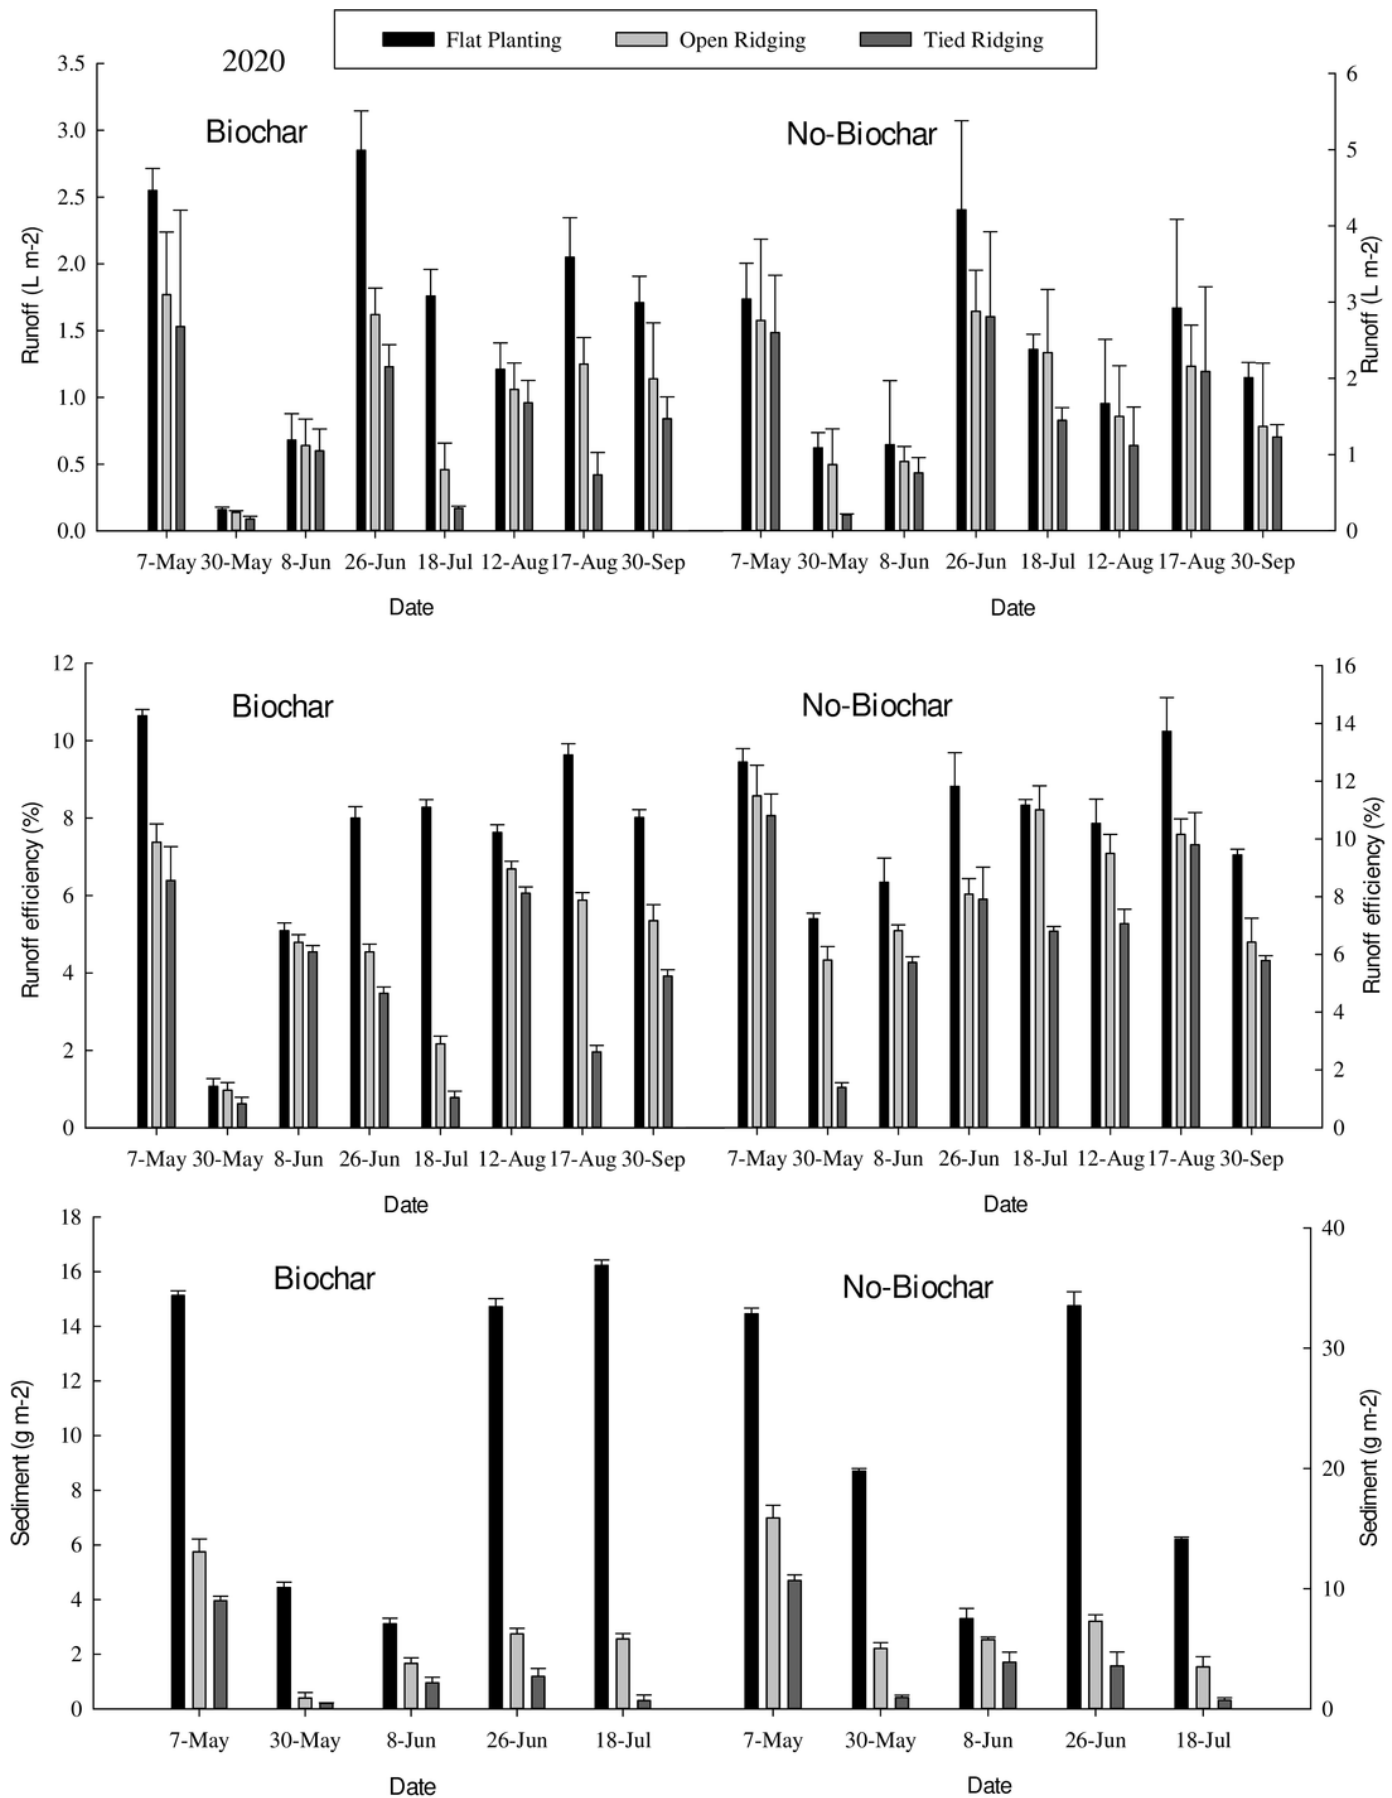 Flat Planting Open Ridging Tied Ridging
2020
Biochar No-Biochar
3.5
3.0
2.5
2.0
1.5
1.0
0.5
0.0
Runoff (L m-2)
6
5
4
3
2
1
0
Runoff (L m-2)
7-May 30-May 8-Jun 26-Jun 18-Jul 12-Aug 17-Aug 30-Sep 7-May 30-May 8-Jun 26-Jun 18-Jul 12-Aug 17-Aug 30-Sep
Date Date
Biochar No-Biochar
12
10
8
6
4
2
0
Runoff efficiency (%)
16
14
12
10
8
6
4
2
0
Runoff efficiency (%)
7-May 30-May 8-Jun 26-Jun 18-Jul 12-Aug 17-Aug 30-Sep 7-May 30-May 8-Jun 26-Jun 18-Jul 12-Aug 17-Aug 30-Sep
Date Date
Biochar No-Biochar
18
16
14
12
10
8
6
4
2
0
Sediment (g m-2)
40
30
20
10
0
Sediment (g m-2)
7-May 30-May 8-Jun 26-Jun 18-Jul 7-May 30-May 8-Jun 26-Jun 18-Jul
Date Date